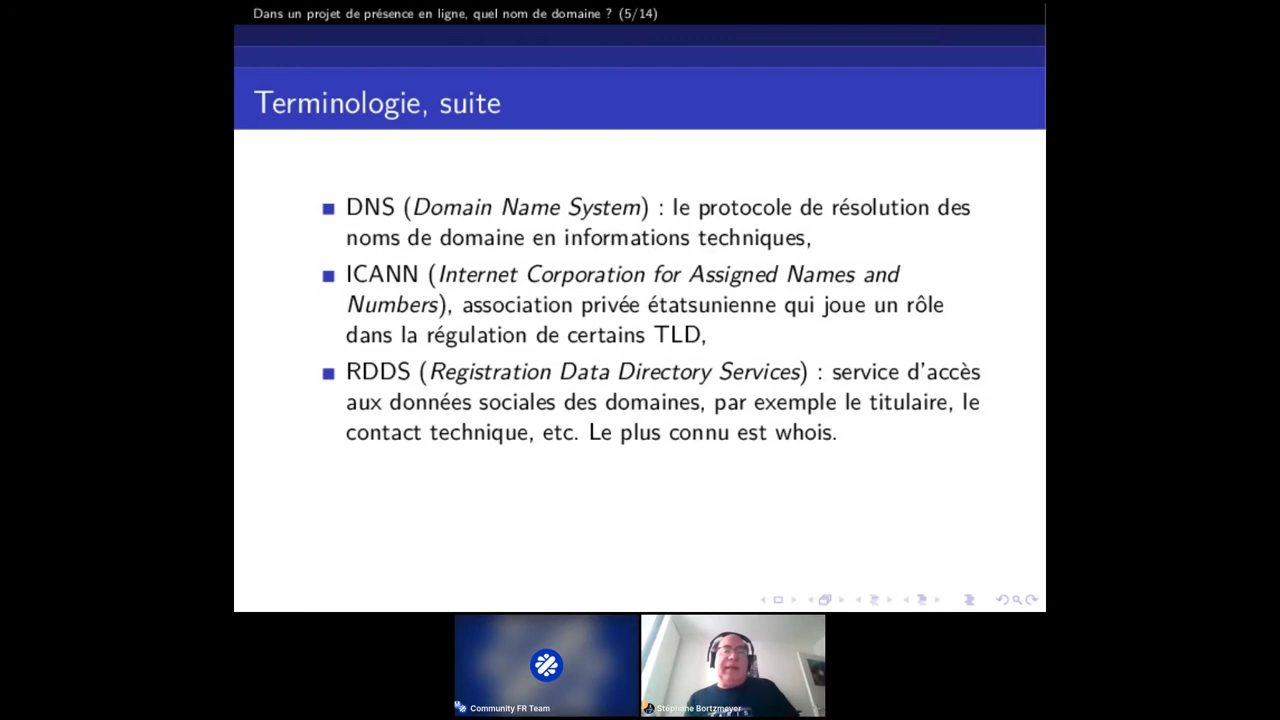 Dans un projet de présence en ligne, quel nom de domaine ? (5/14)
Terminologie, suite
DNS (Domain Name System) : le protocole de résolution des
noms de domaine en informations techniques,
ICANN (Internet Corporation for Assigned Names and
Numbers), association privée étatsunienne qui joue un rôle
dans la régulation de certains TLD,
RDDS (Registration Data Directory Services) : service d'accès
aux données sociales des domaines, par exemple le titulaire, le
contact technique, etc. Le plus connu est whois.
Community FR Team
Stephane Bortzmeyer